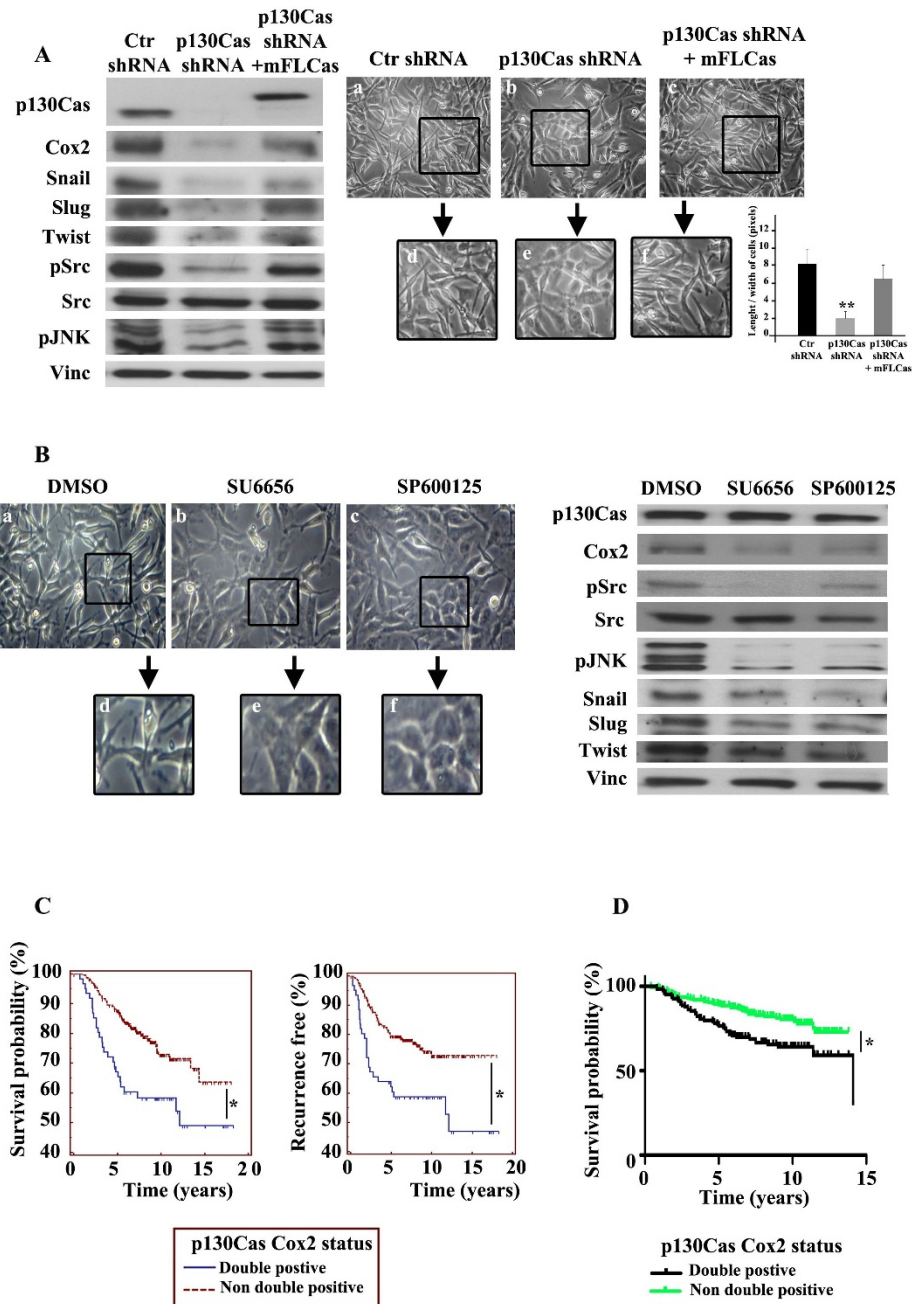 A
Ctr
shRNA
p130Cas
shRNA
p130Cas
shRNA
+mFLCas
p130Cas
Cox2
Snail
Slug
Twist
pSrc
Src
pJNK
Vinc
Ctr shRNA
p130Cas shRNA
p130Cas shRNA
+ mFLCas
a
b
c
d
e
f
Lenght / width of cells (pixels)
10
8
6
4
2
0
**
Ctr
shRNA
p130Cas
shRNA
p130Cas
shRNA
+ mFLCas
B
DMSO
SU6656
SP600125
a
b
c
d
e
f
DMSO
SU6656
SP600125
p130Cas
Cox2
pSrc
Src
pJNK
Snail
Slug
Twist
Vinc
C
Survival probability (%)
100
90
80
70
60
50
40
*
0
5
10
15
2 0
Time (years)
Recurrence free (%)
100
90
80
70
60
50
40
*
0
5
10
15
20
Time (years)
p130Cas Cox2 status
Double postive
Non double positive
D
Survival probability (%)
100
50
0
*
0
5
10
15
Time (years)
p130Cas Cox2 status
Double postive
Non double positive